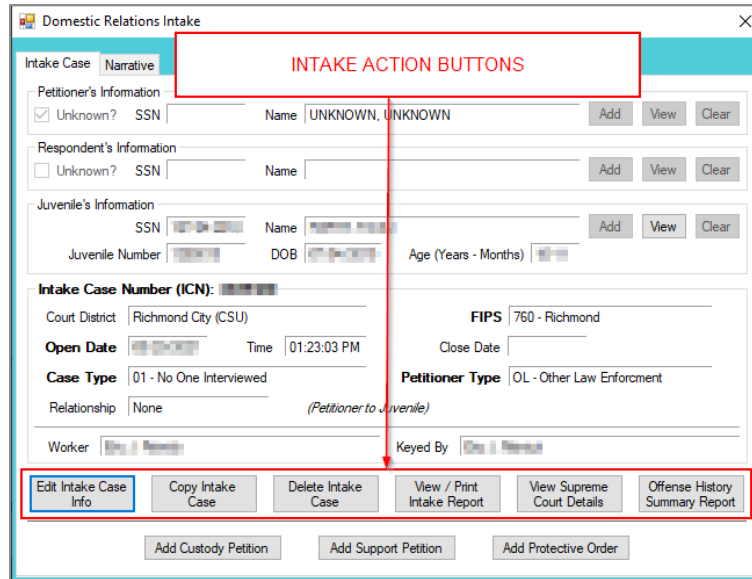 Domestic Relations Intake
INTAKE ACTION BUTTONS
Intake Case Narrative
Petitioner's Information
Unknown? SSN Name UNKNOWN, UNKNOWN Add View Clear
Respondent's Information
Unknown? SSN Name Add View Clear
Juvenile's Information
SSN Name Add View Clear
Juvenile Number DOB Age (Years - Months)
Intake Case Number (ICN):
Court District Richmond City (CSU) FIPS 760 - Richmond
Open Date Time 01:23:03 PM Close Date
Case Type 01 - No One Interviewed Petitioner Type OL - Other Law Enforcment
Relationship None (Petitioner to Juvenile)
Worker Keyed By
Edit Intake Case Copy Intake Delete Intake View / Print View Supreme Offense History
Info Case Case Intake Report Court Details Summary Report
Add Custody Petition Add Support Petition Add Protective Order